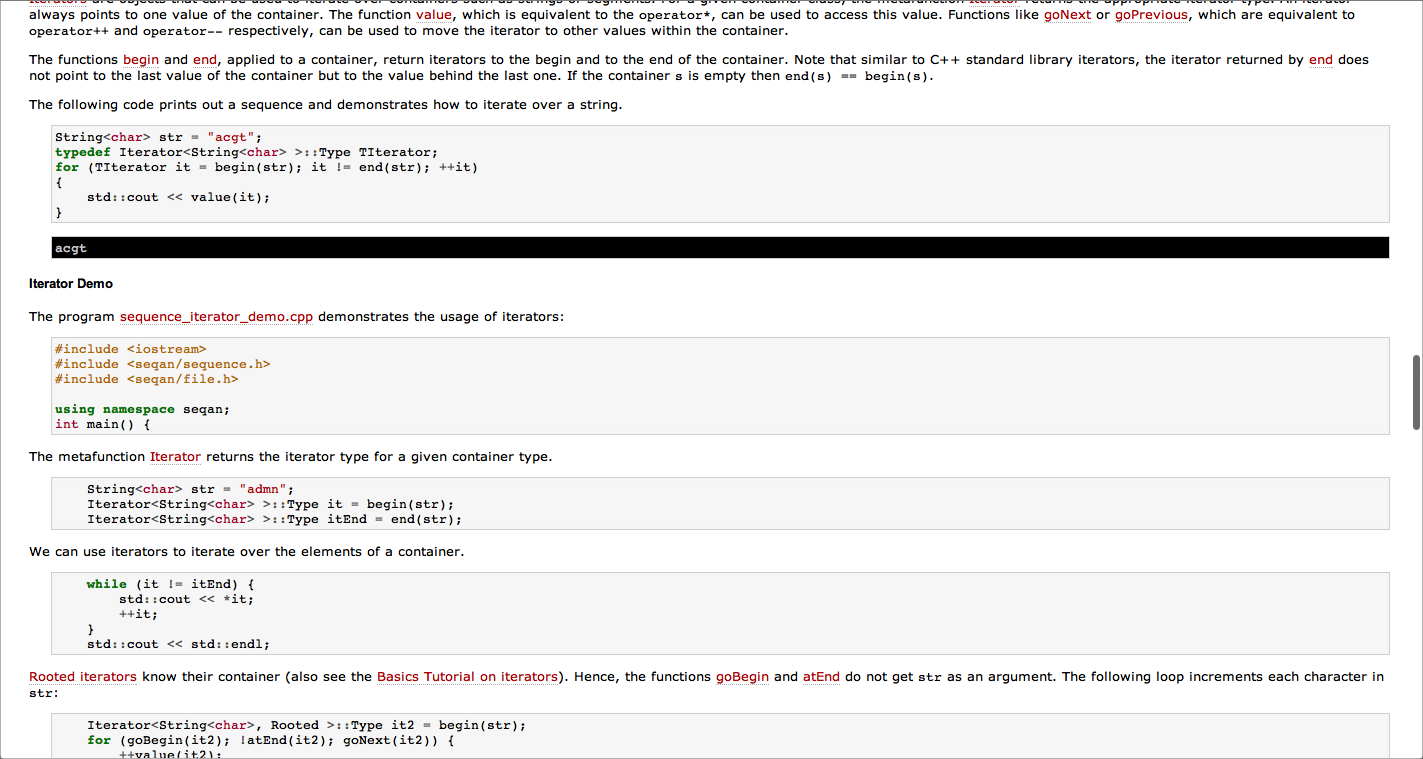 always points to one value of the container. The function value, which is equivalent to the operator*, can be used to access this value. Functions like goNext or goPrevious, which are equivalent to
operator++ and operator-- respectively, can be used to move the iterator to other values within the container.
The functions begin and end, applied to a container, return iterators to the begin and to the end of the container. Note that similar to C++ standard library iterators, the iterator returned by end does
not point to the last value of the container but to the value behind the last one. If the container s is empty then end(s) == begin(s).
The following code prints out a sequence and demonstrates how to iterate over a string.
String<char> str = "acgt";
typedef Iterator<String<char> >::Type TIterator;
for (TIterator it = begin(str); it != end(str); ++it)
{
    std::cout << value(it);
}
acgt
Iterator Demo
The program sequence_iterator_demo.cpp demonstrates the usage of iterators:
#include <iostream>
#include <seqan/sequence.h>
#include <seqan/file.h>
using namespace seqan;
int main() {
The metafunction Iterator returns the iterator type for a given container type.
    String<char> str = "admn";
    Iterator<String<char> >::Type it = begin(str);
    Iterator<String<char> >::Type itEnd = end(str);
We can use iterators to iterate over the elements of a container.
    while (it != itEnd) {
        std::cout << *it;
        ++it;
    }
    std::cout << std::endl;
Rooted iterators know their container (also see the Basics Tutorial on iterators). Hence, the functions goBegin and atEnd do not get str as an argument. The following loop increments each character in
str:
    Iterator<String<char>, Rooted >::Type it2 = begin(str);
    for (goBegin(it2); !atEnd(it2); goNext(it2)) {
        ++value(it2);